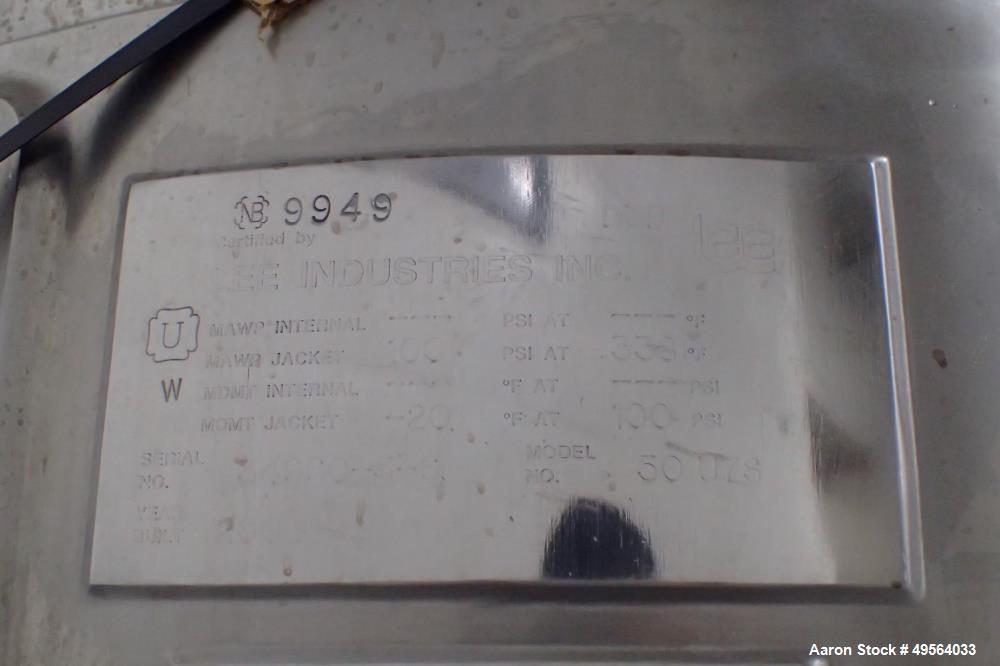 NB 9949
Certified by
LEE INDUSTRIES INC. Lee
U MAWP INTERNAL ---- PSI AT ---- °F
MAWP JACKET 100 PSI AT 338 °F
W MDMT INTERNAL ---- °F AT ---- PSI
MDMT JACKET -20 °F AT 100 PSI
SERIAL NO. MODEL NO.
YEAR BUILT
Aaron Stock # 49564033